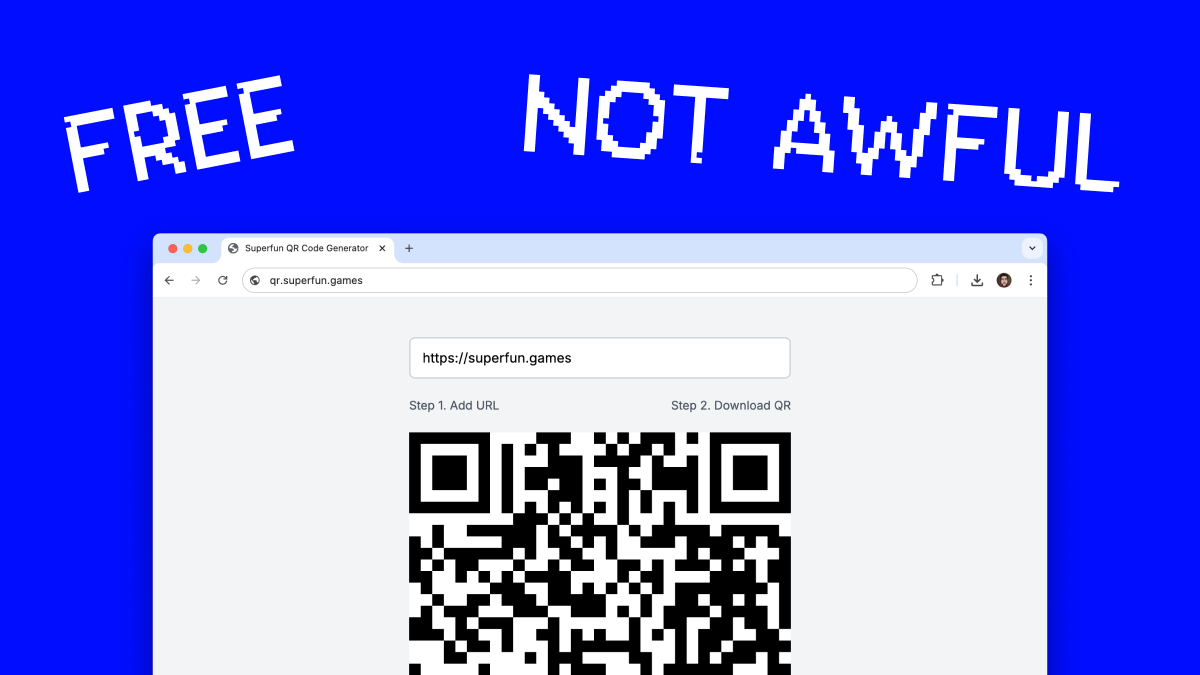 FREE
NOT AWFUL
Superfun QR Code Generator
qr.superfun.games
https://superfun.games
Step 1. Add URL
Step 2. Download QR